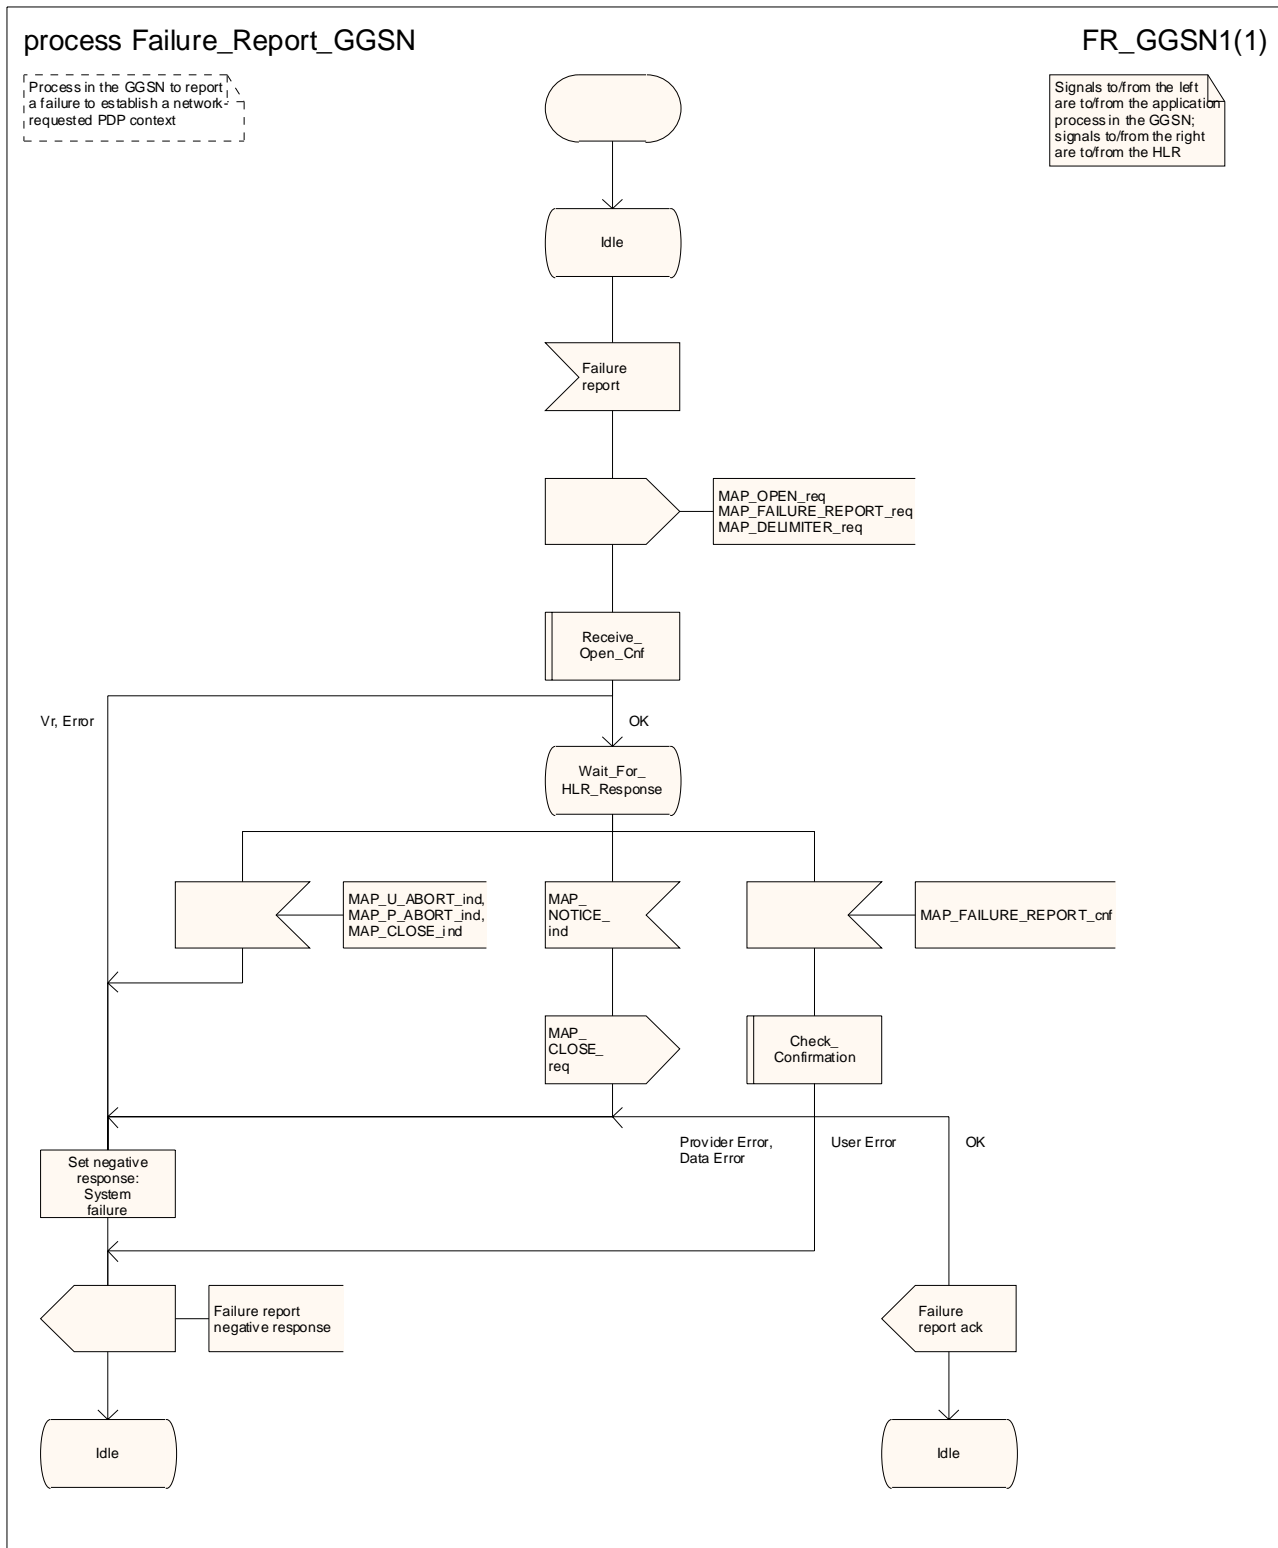 process Failure_Report_GGSN
FR_GGSN1(1)
Process in the GGSN to report
a failure to establish a network-
requested PDP context
Signals to/from the left
are to/from the application
process in the GGSN;
signals to/from the right
are to/from the HLR
Idle
Failure
report
MAP_OPEN_req
MAP_FAILURE_REPORT_req
MAP_DELIMITER_req
Receive_
Open_Cnf
Vr, Error
OK
Wait_For_
HLR_Response
MAP_U_ABORT_ind,
MAP_P_ABORT_ind,
MAP_CLOSE_ind
MAP_
NOTICE_
ind
MAP_FAILURE_REPORT_cnf
MAP_
CLOSE_
req
Check_
Confirmation
Provider Error,
Data Error
User Error
OK
Set negative
response:
System
failure
Failure report
negative response
Failure
report ack
Idle
Idle